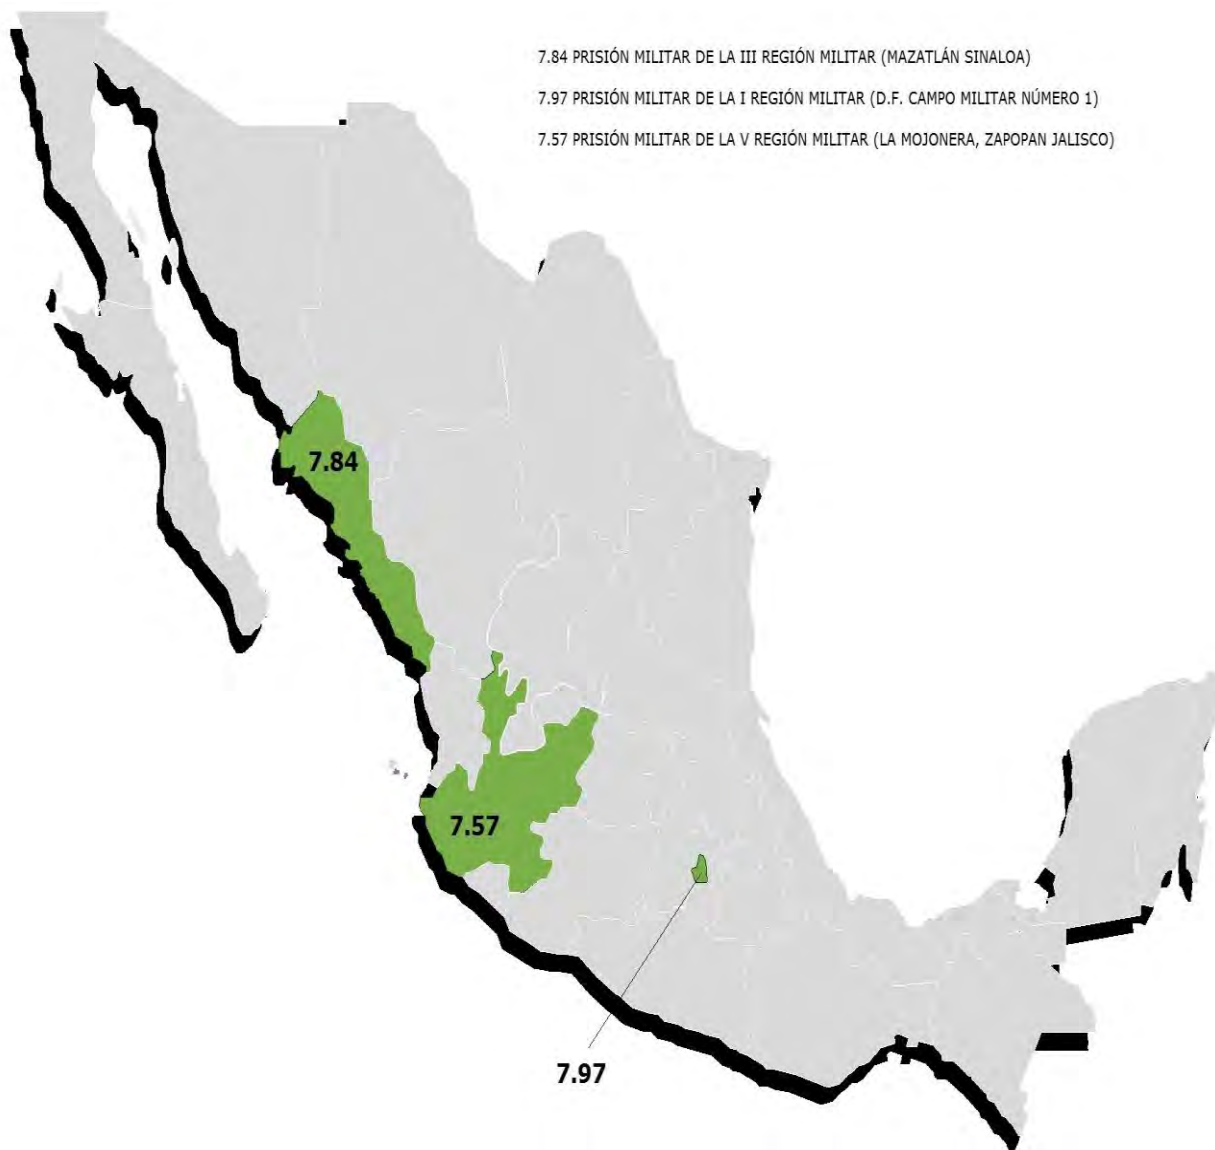 7.84 PRISIÓN MILITAR DE LA III REGIÓN MILITAR (MAZATLÁN SINALOA)
7.97 PRISIÓN MILITAR DE LA I REGIÓN MILITAR (D.F. CAMPO MILITAR NÚMERO 1)
7.57 PRISIÓN MILITAR DE LA V REGIÓN MILITAR (LA MOJONERA, ZAPOPAN JALISCO)
7.84
7.57
7.97